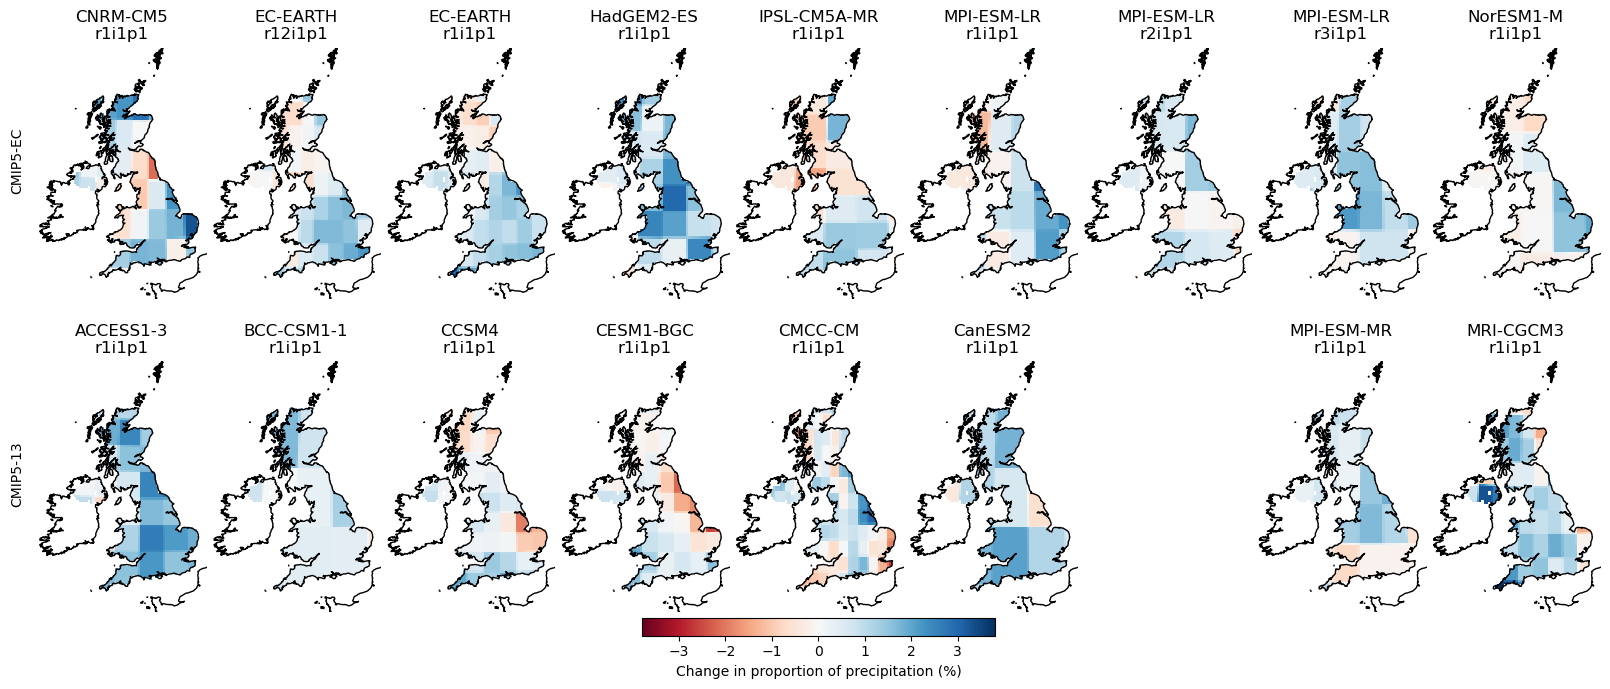 CNRM-CM5 EC-EARTH EC-EARTH HadGEM2-ES IPSL-CM5A-MR MPI-ESM-LR MPI-ESM-LR MPI-ESM-LR NorESM1-M
r1i1p1 r12i1p1 r1i1p1 r1i1p1 r1i1p1 r1i1p1 r2i1p1 r3i1p1 r1i1p1
CMIP5-EC
ACCESS1-3 BCC-CSM1-1 CCSM4 CESM1-BGC CMCC-CM CanESM2 MPI-ESM-MR MRI-CGCM3
r1i1p1 r1i1p1 r1i1p1 r1i1p1 r1i1p1 r1i1p1 r1i1p1 r1i1p1
CMIP5-13
−3 −2 −1 0 1 2 3
Change in proportion of precipitation (%)